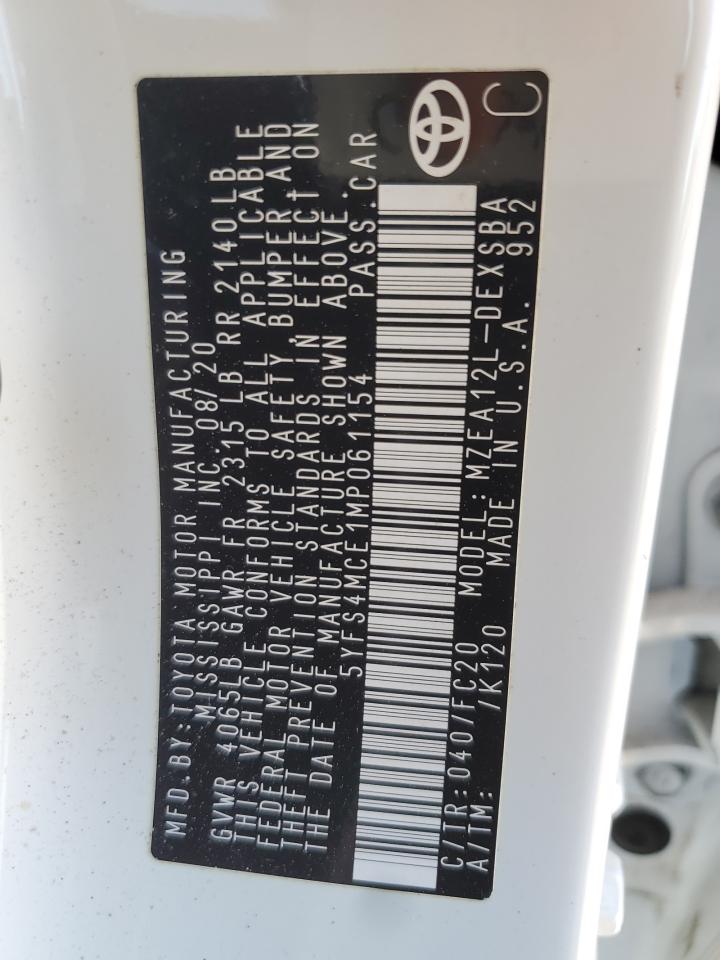 MFD.BY:TOYOTA MOTOR MANUFACTURING
MISSISSIPPI INC.08/20
GVWR 4065LB GAWR FR 2315 LB RR 2140LB
THIS VEHICLE CONFORMS TO ALL APPLICABLE
FEDERAL MOTOR VEHICLE SAFETY, BUMPER AND
THEFT PREVENTION STANDARDS IN EFFECT ON
THE DATE OF MANUFACTURE SHOWN ABOVE.
5YFS4MCE1MP061154 PASS.CAR
C/TR:040/FC20 MODEL:MZEA12L-DEXSBA
A/TM: /K120 MADE IN U.S.A. 952
C